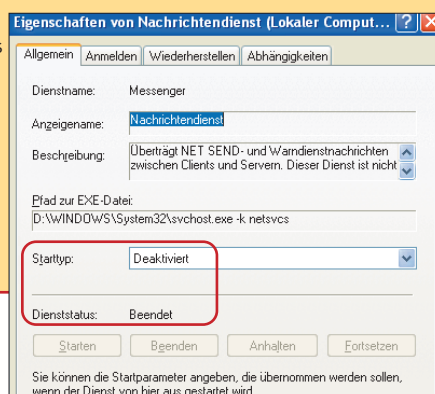 Eigenschaften von Nachrichtendienst (Lokaler Comput...
Allgemein Anmelden Wiederherstellen Abhängigkeiten
Dienstname: Messenger
Anzeigename: Nachrichtendienst
Beschreibung: Überträgt NET SEND- und Warndienstnachrichten
zwischen Clients und Servern. Dieser Dienst ist nicht
Pfad zur EXE-Datei:
D:\WINDOWS\System32\svchost.exe -k netsvcs
Starttyp: Deaktiviert
Dienststatus: Beendet
Starten Beenden Anhalten Fortsetzen
Sie können die Startparameter angeben, die übernommen werden sollen,
wenn der Dienst von hier aus gestartet wird.